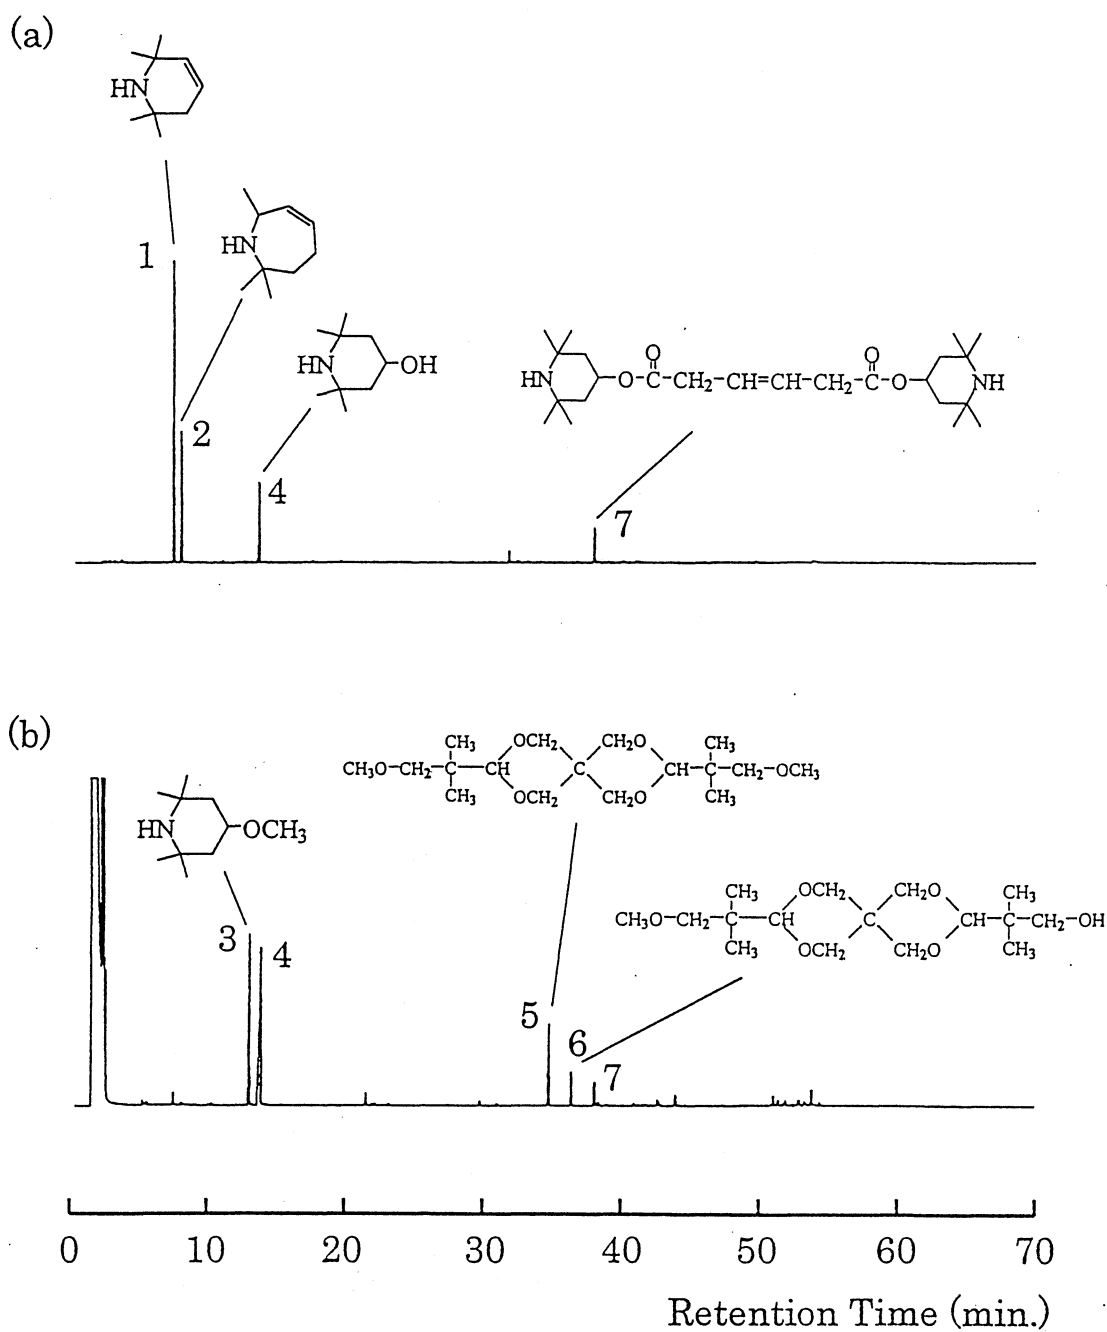 (a)
HN
1
HN
2
HN
OH
4
HN
O
O
C
CH2
CH=CH
CH2
O
C
O
NH
7
(b)
HN
OCH3
3
4
CH3O
CH2
CH3
C
CH3
CH
OCH2
OCH2
C
CH2O
CH2O
CH
CH3
C
CH3
CH2
OCH3
5
CH3O
CH2
CH3
C
CH3
CH
OCH2
OCH2
C
CH2O
CH2O
CH
CH3
C
CH3
CH2
OH
6
7
0 10 20 30 40 50 60 70
Retention Time (min.)